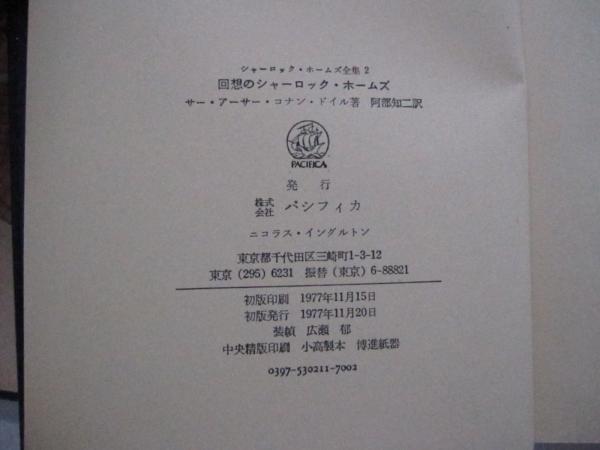 シャーロック・ホームズ全集 2
回想のシャーロック・ホームズ
サー・アーサー・コナン・ドイル著 阿部知二訳
PACIFICA
発行
株式会社 パシフィカ
ニコラス・イングルトン
東京都千代田区三崎町1-3-12
東京 (295) 6231 振替 (東京) 6-88821
初版印刷 1977年11月15日
初版発行 1977年11月20日
装幀 広瀬 郁
中央精版印刷 小高製本 博進紙器
0397-530211-7002